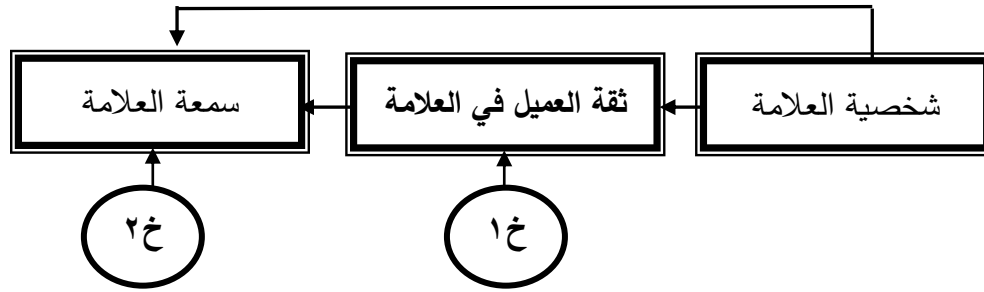 شخصية العلامة
ثقة العميل في العلامة
سمعة العلامة
خ١
خ٢